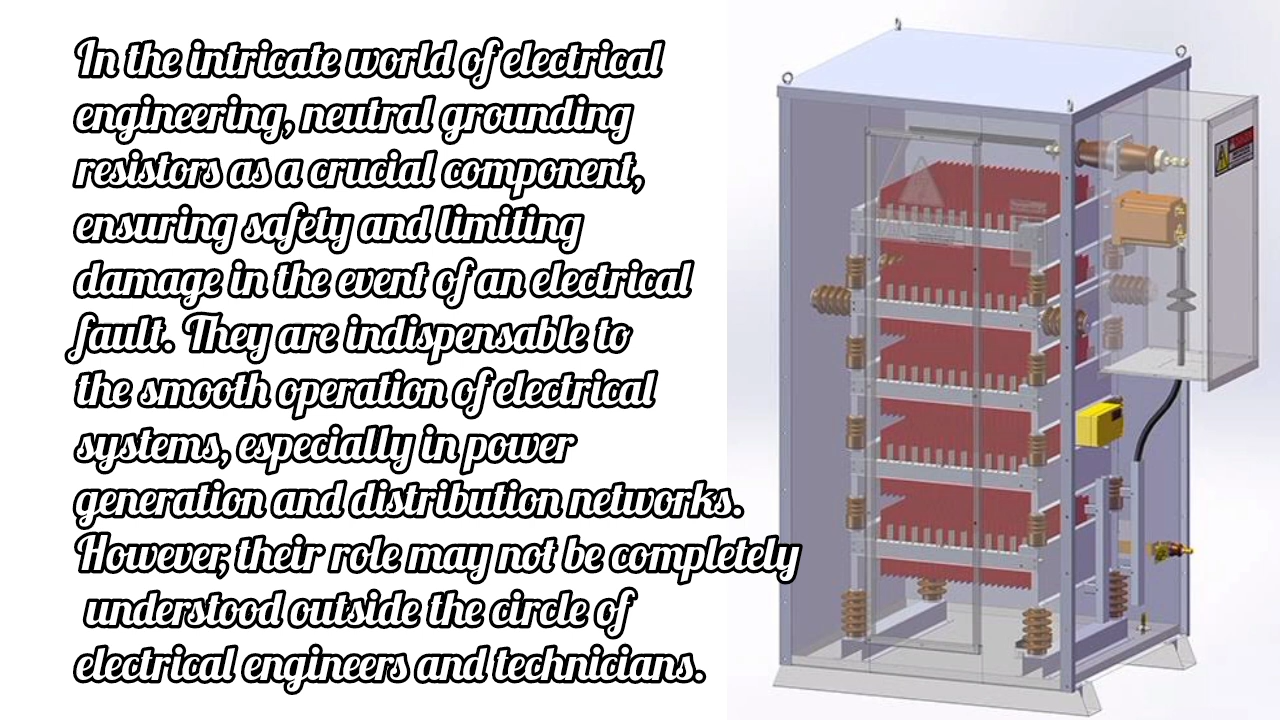 In the intricate world of electrical
engineering, neutral grounding
resistors as a crucial component,
ensuring safety and limiting
damage in the event of an electrical
fault. They are indispensable to
the smooth operation of electrical
systems, especially in power
generation and distribution networks.
However, their role may not be completely
understood outside the circle of
electrical engineers and technicians.